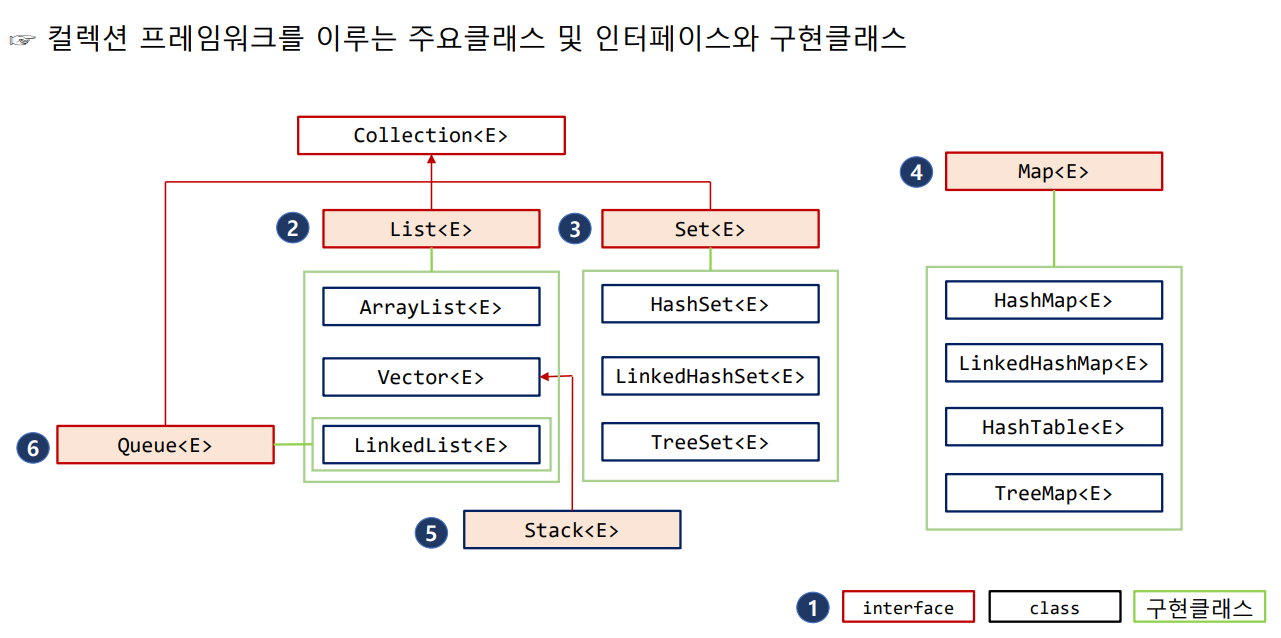 ☞ 컬렉션 프레임워크를 이루는 주요클래스 및 인터페이스와 구현클래스
Collection<E>
4 Map<E>
2 List<E>
3 Set<E>
ArrayList<E>
HashSet<E>
HashMap<E>
Vector<E>
LinkedHashSet<E>
LinkedHashMap<E>
6 Queue<E>
LinkedList<E>
TreeSet<E>
HashTable<E>
TreeMap<E>
5 Stack<E>
1 interface
class
구현클래스